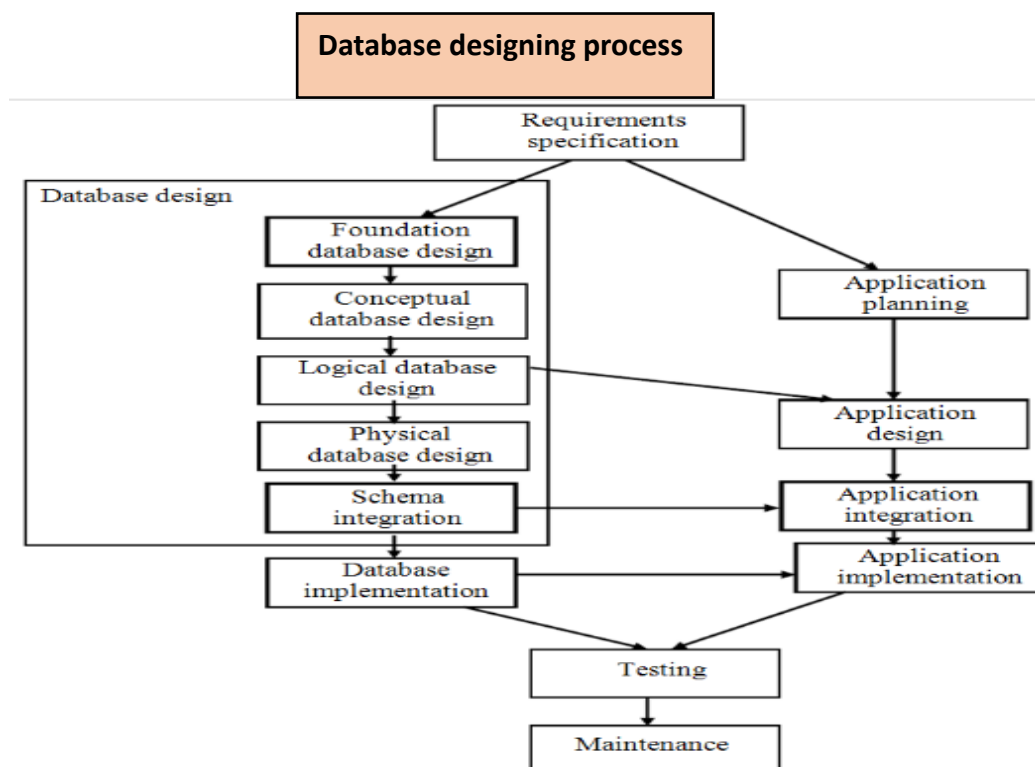 Database designing process
Requirements
specification
Database design
Foundation
database design
Conceptual
database design
Logical database
design
Physical
database design
Schema
integration
Database
implementation
Application
planning
Application
design
Application
integration
Application
implementation
Testing
Maintenance